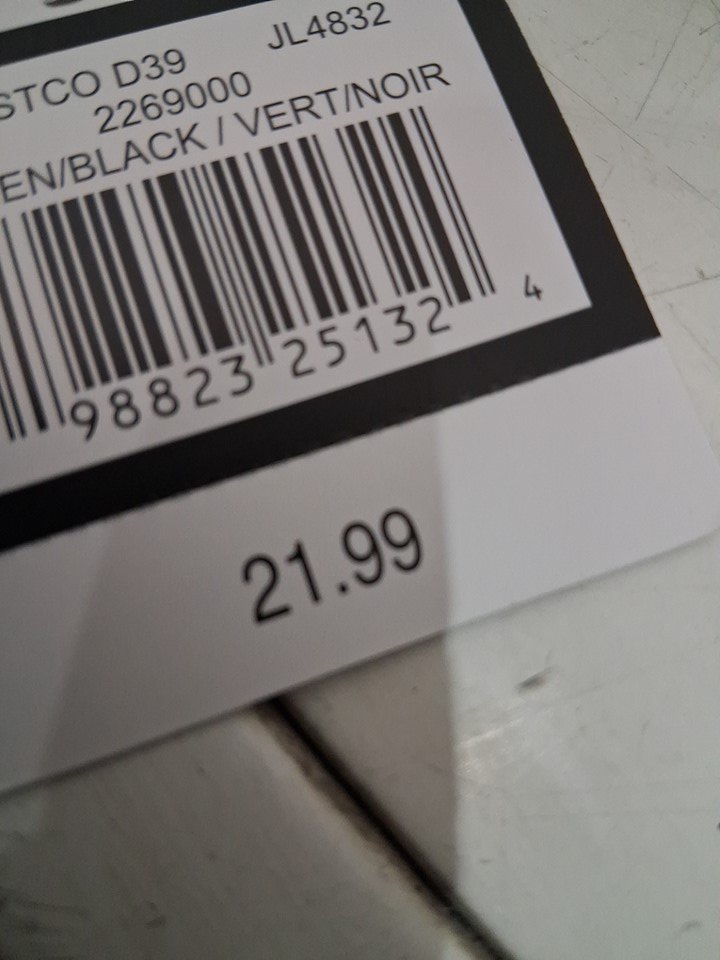 JL4832
STCO D39
2269000
EN/BLACK / VERT/NOIR
98823 25132 4
21.99